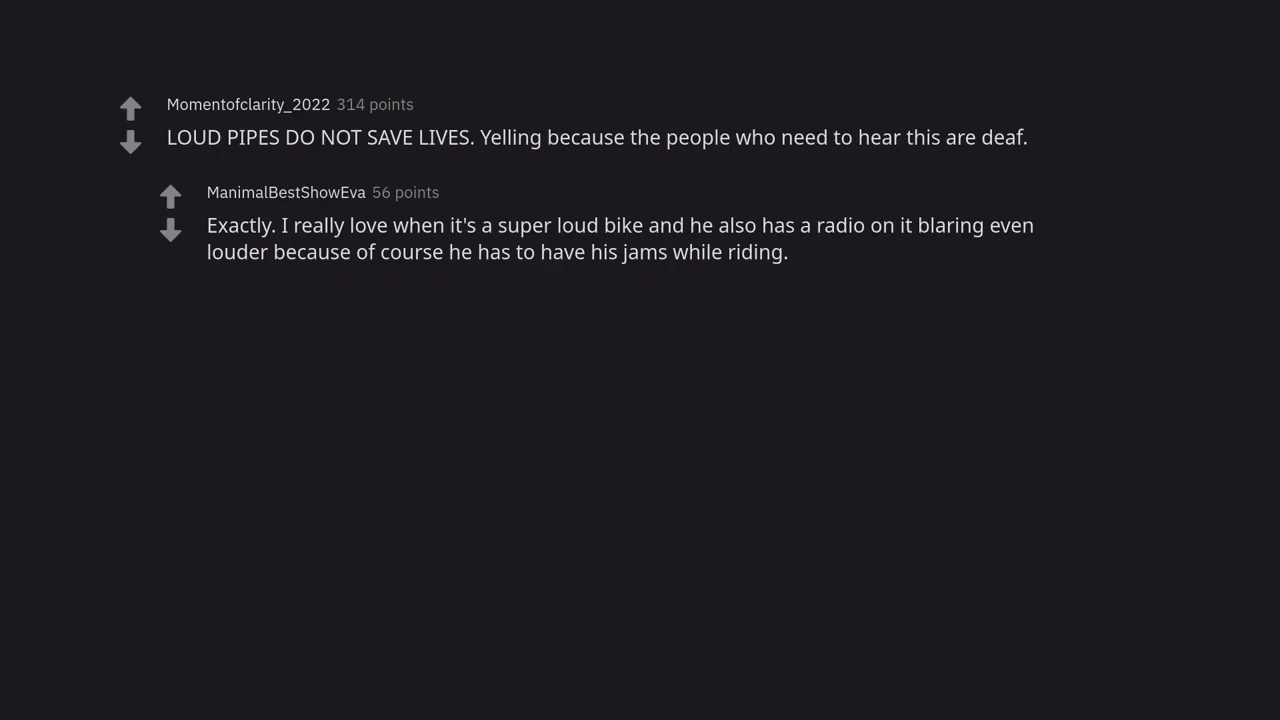 Momentofclarity_2022 314 points
LOUD PIPES DO NOT SAVE LIVES. Yelling because the people who need to hear this are deaf.
ManimalBestShowEva 56 points
Exactly. I really love when it's a super loud bike and he also has a radio on it blaring even
louder because of course he has to have his jams while riding.